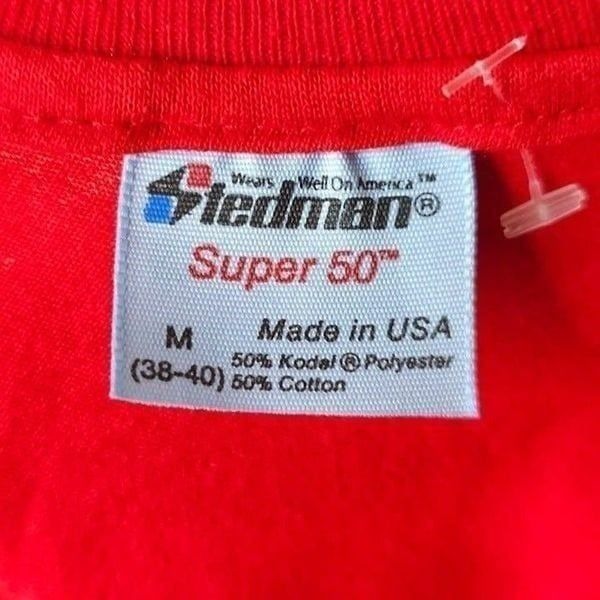 Wears Well On America™
Stedman®
Super 50™
M
(38-40)
Made in USA
50% Kodel® Polyester
50% Cotton